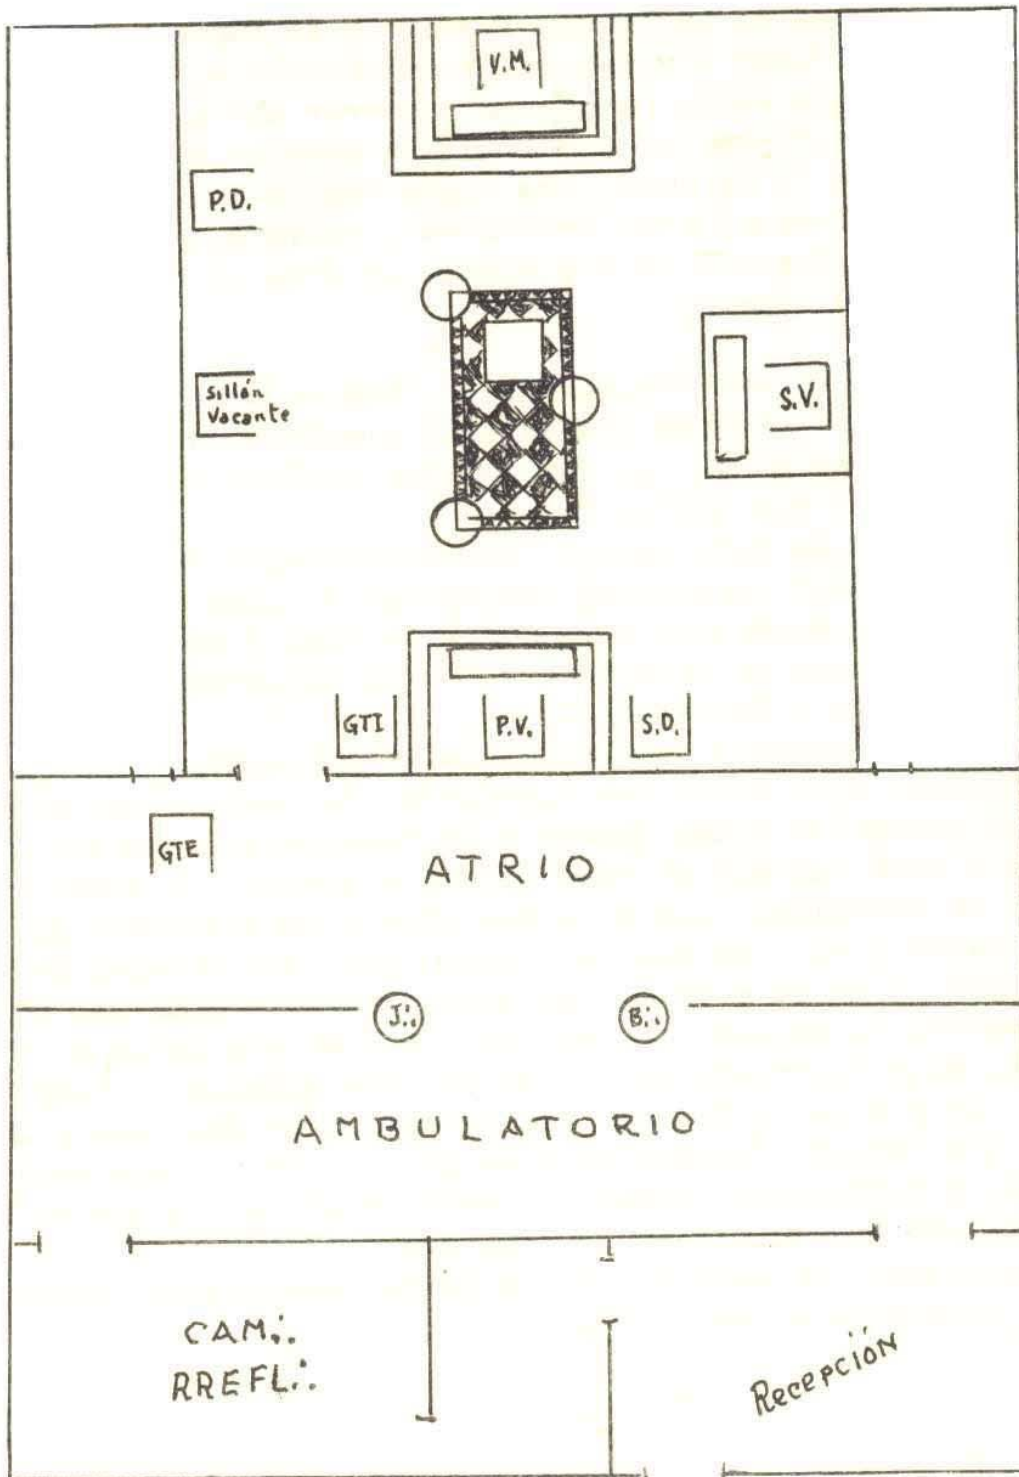 V.M.
P.D.
Sillón
Vacante
S.V.
GTI
P.V.
S.D.
GTE
ATRIO
J∴
B∴
AMBULATORIO
CAM∴
RREFL∴
Recepción